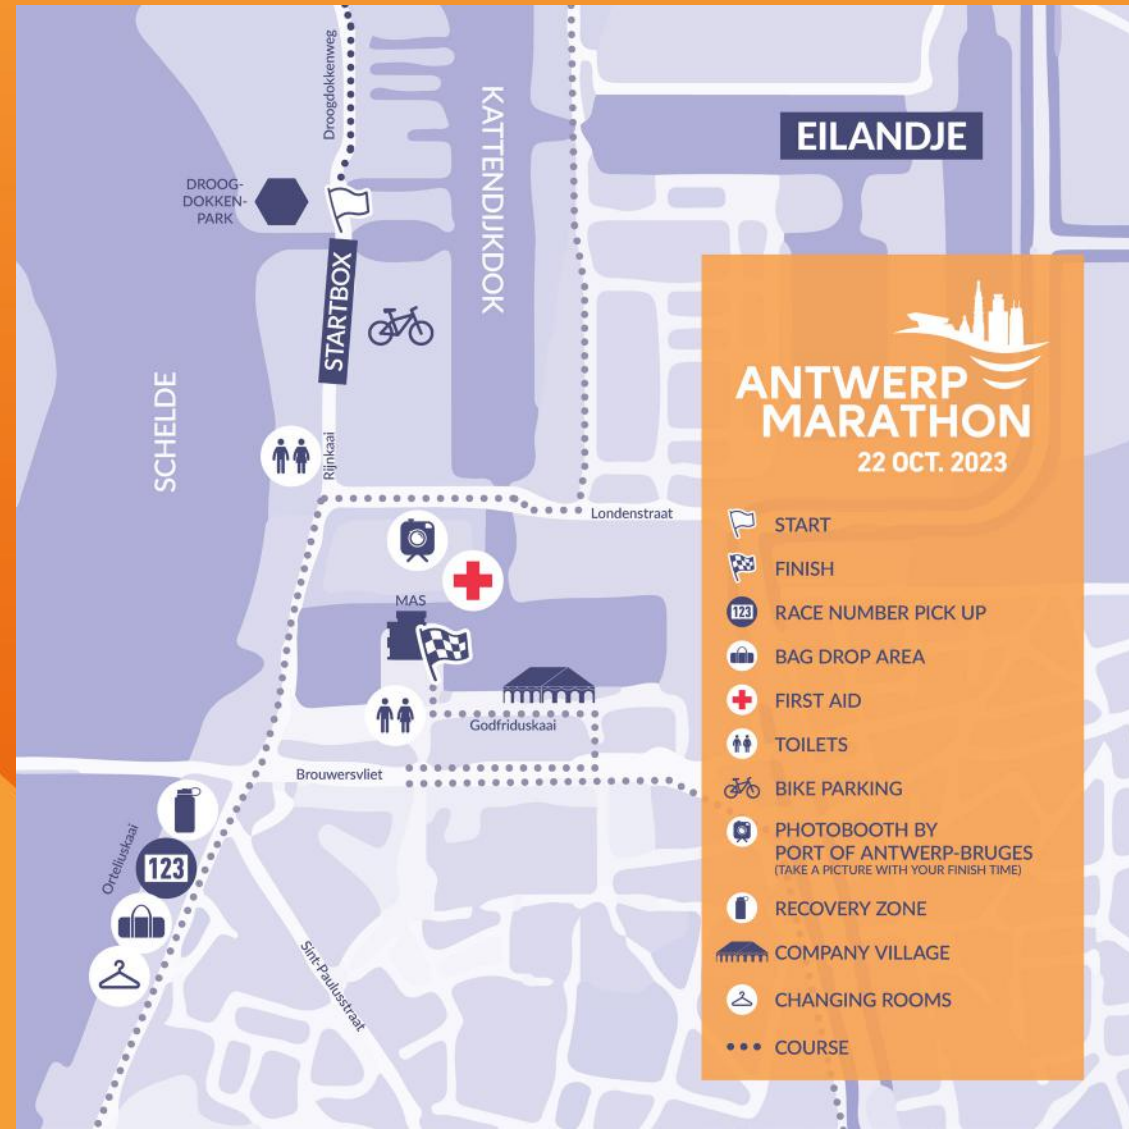 Droogdokkenweg
KATTENDIJKDOK
EILANDJE
DROOG-
DOKKEN-
PARK
STARTBOX
SCHELDE
Rijnkaai
Londenstraat
MAS
Godfriduskaai
Brouwersvliet
Orteliuskaai
123
Sint-Paulusstraat
ANTWERP
MARATHON
22 OCT. 2023
START
FINISH
123 RACE NUMBER PICK UP
BAG DROP AREA
FIRST AID
TOILETS
BIKE PARKING
PHOTOBOOTH BY
PORT OF ANTWERP-BRUGES
(TAKE A PICTURE WITH YOUR FINISH TIME)
RECOVERY ZONE
COMPANY VILLAGE
CHANGING ROOMS
COURSE